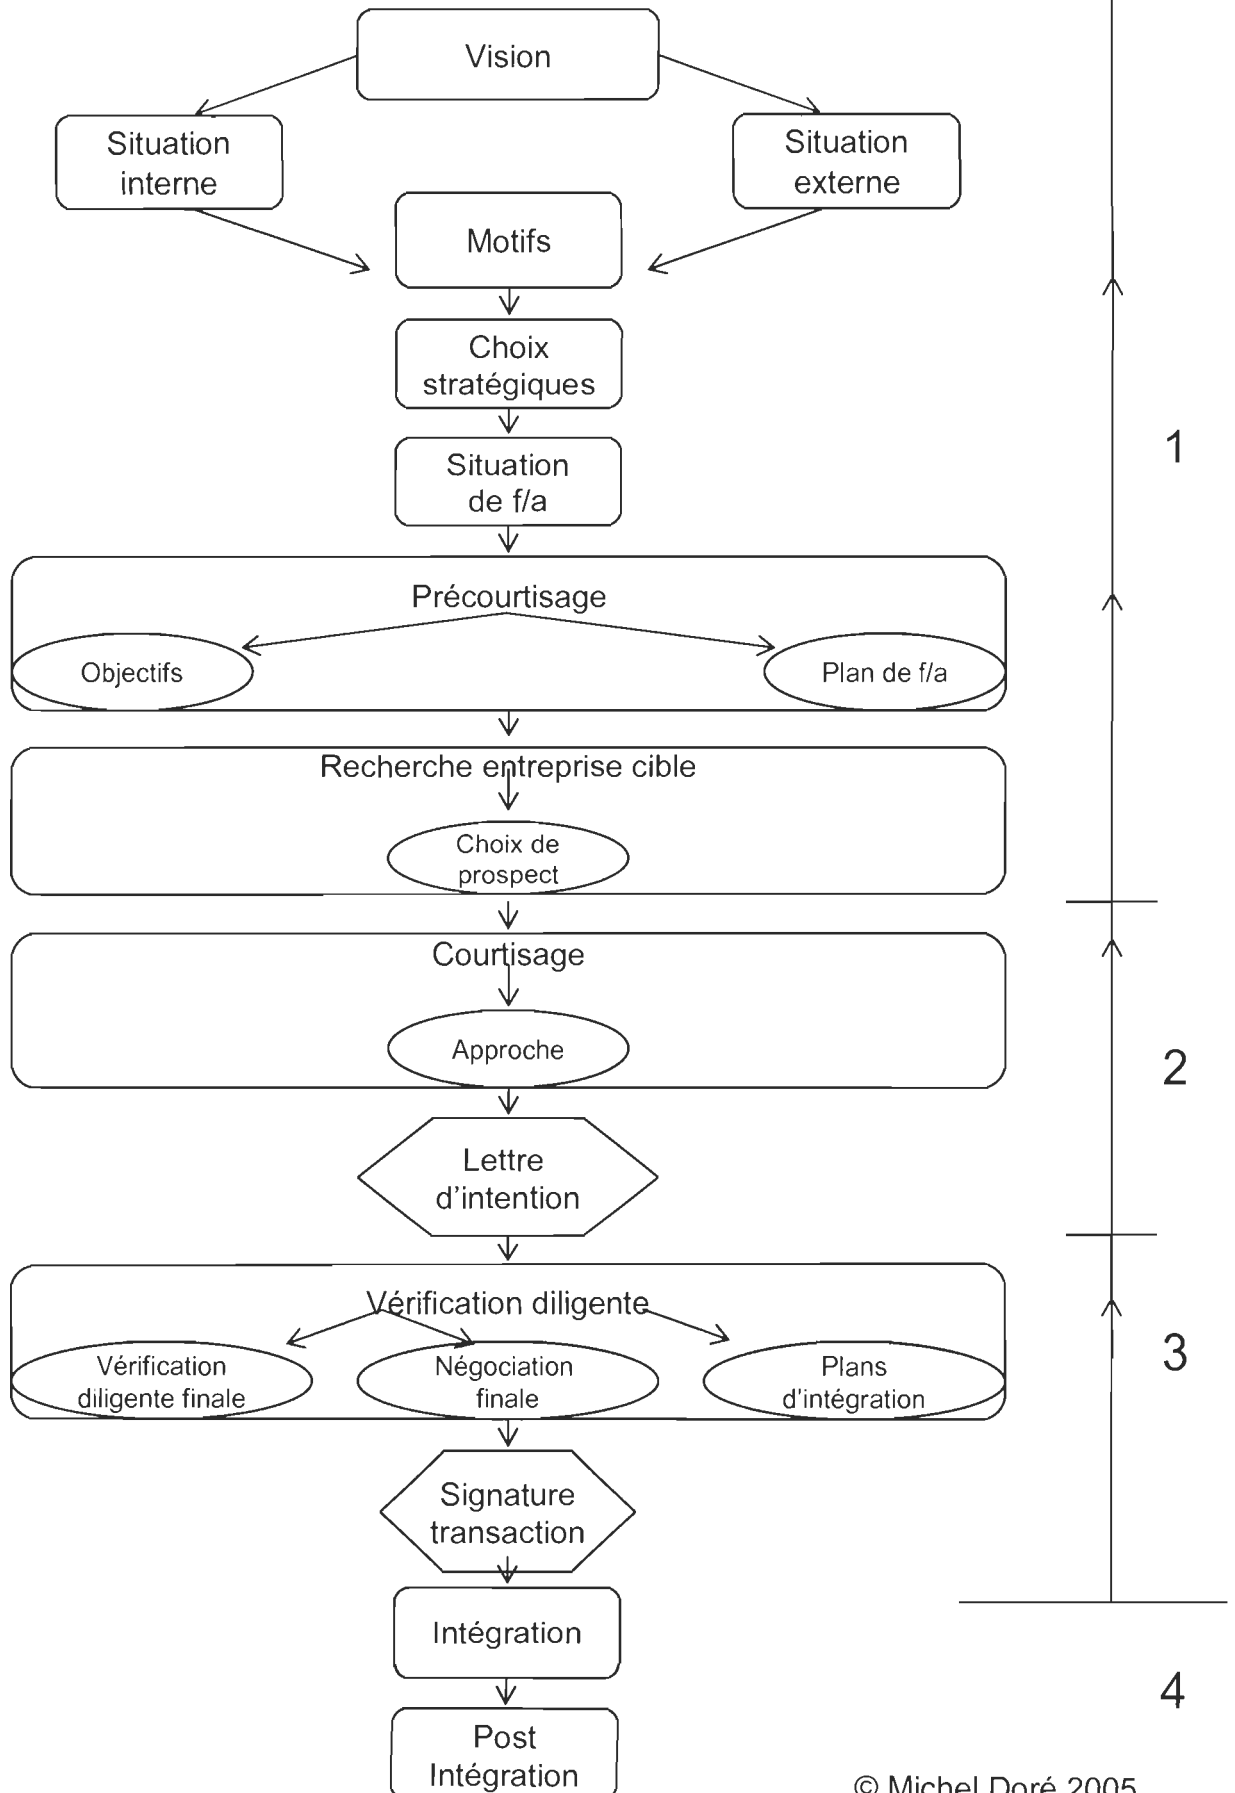 Vision
Situation
interne
Situation
externe
Motifs
Choix
stratégiques
Situation
de f/a
1
Précourtisage
Objectifs
Plan de f/a
Recherche entreprise cible
Choix de
prospect
Courtisage
Approche
2
Lettre
d'intention
Vérification diligente
Vérification
diligente finale
Négociation
finale
Plans
d'intégration
3
Signature
transaction
Intégration
4
Post
Intégration
© Michel Doré 2005